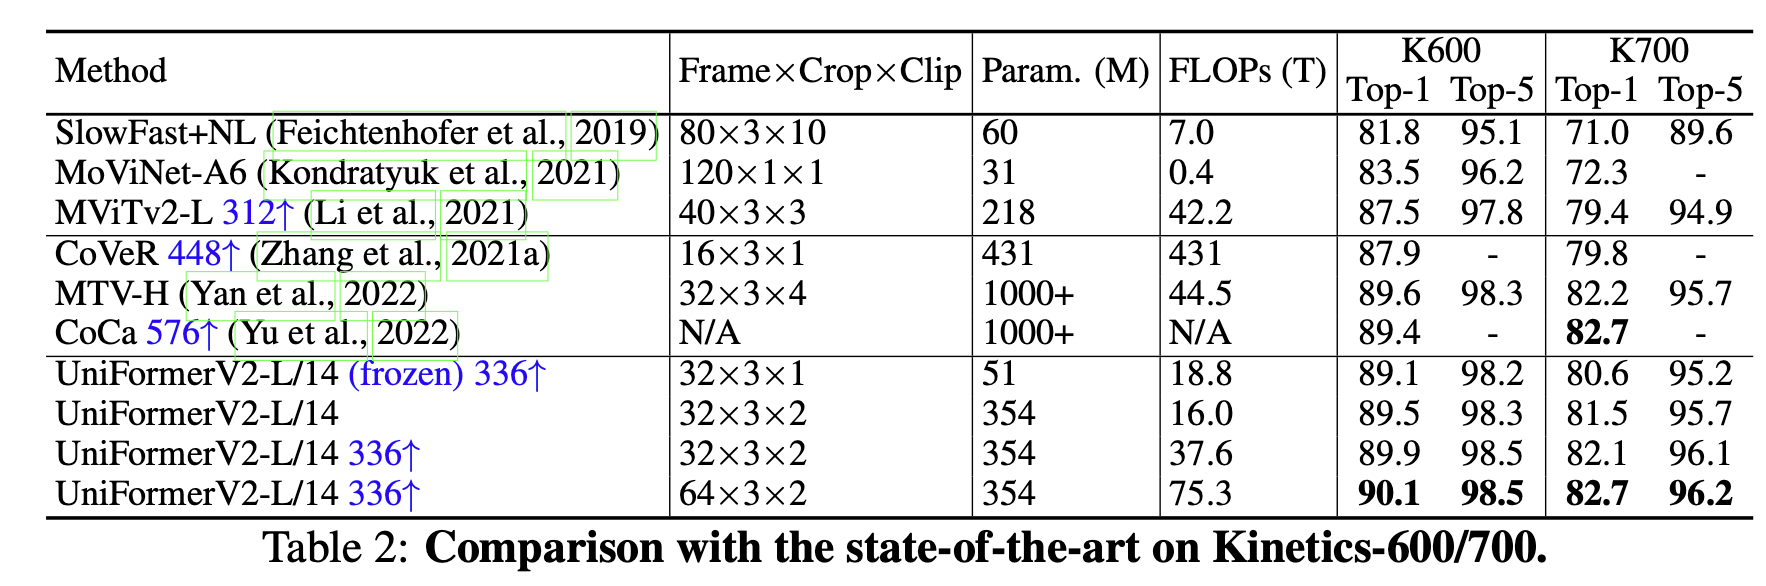 Method Frame×Crop×Clip Param. (M) FLOPs (T) K600 K700
Top-1 Top-5 Top-1 Top-5
SlowFast+NL (Feichtenhofer et al., 2019) 80×3×10 60 7.0 81.8 95.1 71.0 89.6
MoViNet-A6 (Kondratyuk et al., 2021) 120×1×1 31 0.4 83.5 96.2 72.3 -
MViTv2-L 312↑ (Li et al., 2021) 40×3×3 218 42.2 87.5 97.8 79.4 94.9
CoVeR 448↑ (Zhang et al., 2021a) 16×3×1 431 431 87.9 - 79.8 -
MTV-H (Yan et al., 2022) 32×3×4 1000+ 44.5 89.6 98.3 82.2 95.7
CoCa 576↑ (Yu et al., 2022) N/A 1000+ N/A 89.4 - 82.7 -
UniFormerV2-L/14 (frozen) 336↑ 32×3×1 51 18.8 89.1 98.2 80.6 95.2
UniFormerV2-L/14 32×3×2 354 16.0 89.5 98.3 81.5 95.7
UniFormerV2-L/14 336↑ 32×3×2 354 37.6 89.9 98.5 82.1 96.1
UniFormerV2-L/14 336↑ 64×3×2 354 75.3 90.1 98.5 82.7 96.2
Table 2: Comparison with the state-of-the-art on Kinetics-600/700.